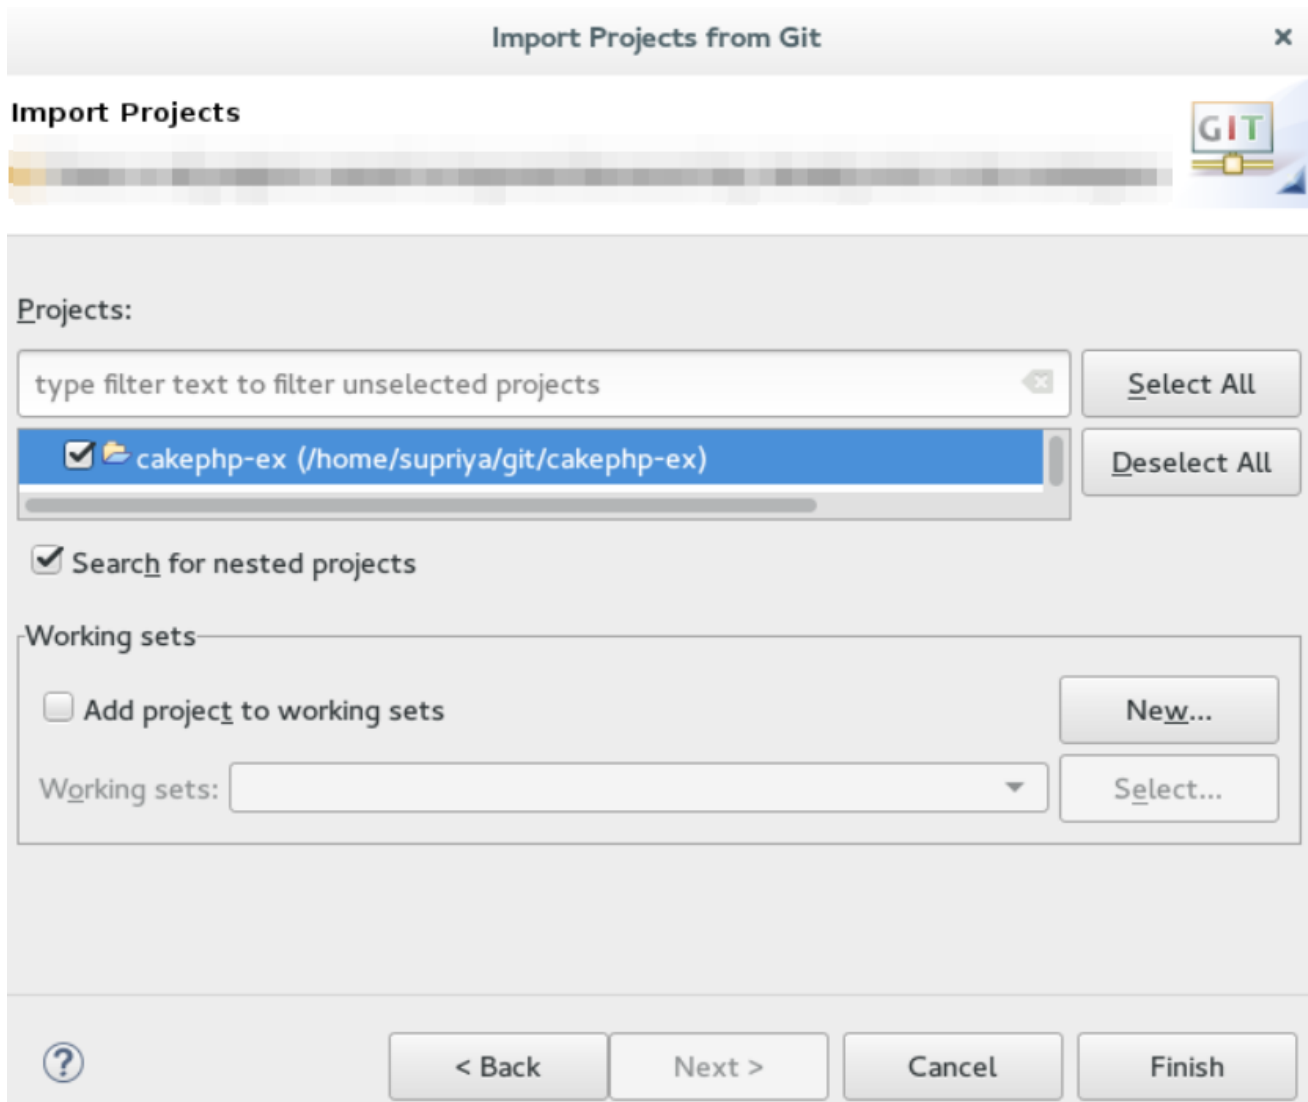 Import Projects from Git
Import Projects
GIT
Projects:
type filter text to filter unselected projects
Select All
cakephp-ex (/home/supriya/git/cakephp-ex)
Deselect All
Search for nested projects
Working sets
Add project to working sets
New...
Working sets:
Select...
?
< Back
Next >
Cancel
Finish